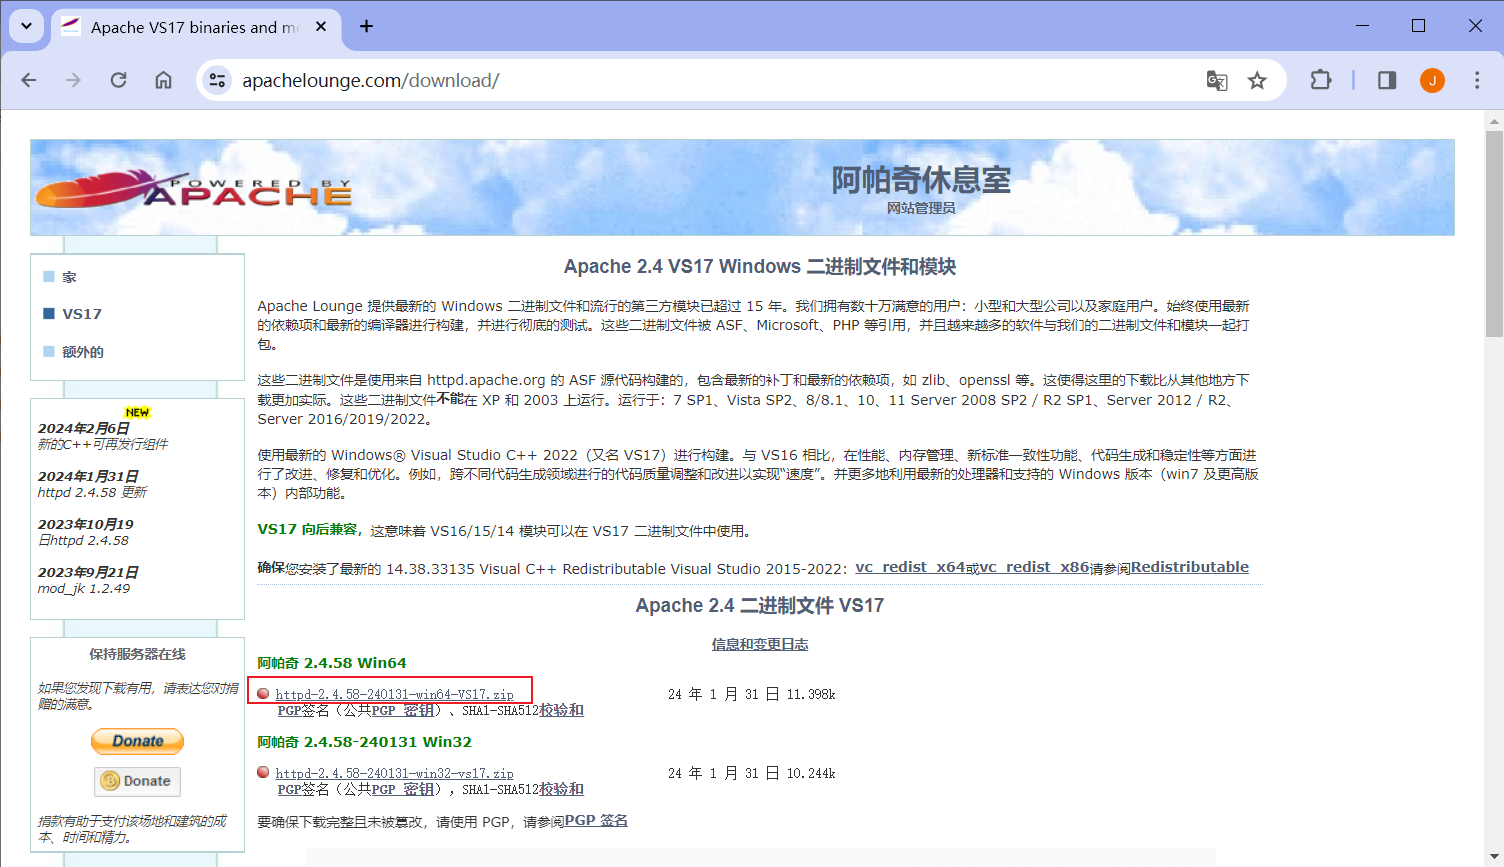 Apache VS17 binaries and mo
apachelounge.com/download/
J
POWERED BY
APACHE
阿帕奇休息室
网站管理员
家
VS17
额外的
NEW
2024年2月6日
新的C++可再发行组件
2024年1月31日
httpd 2.4.58 更新
2023年10月19
日httpd 2.4.58
2023年9月21日
mod_jk 1.2.49
保持服务器在线
如果您发现下载有用，请表达您对捐
赠的满意。
Donate
Donate
捐款有助于支付该场地和建筑的成
本、时间和精力。
Apache 2.4 VS17 Windows 二进制文件和模块
Apache Lounge 提供最新的 Windows 二进制文件和流行的第三方模块已超过 15 年。我们拥有数十万满意的用户：小型和大型公司以及家庭用户。始终使用最新
的依赖项和最新的编译器进行构建，并进行彻底的测试。这些二进制文件被 ASF、Microsoft、PHP 等引用，并且越来越多的软件与我们的二进制文件和模块一起打
包。
这些二进制文件是使用来自 httpd.apache.org 的 ASF 源代码构建的，包含最新的补丁和最新的依赖项，如 zlib、openssl 等。这使得这里的下载比从其他地方下
载更加实际。这些二进制文件不能在 XP 和 2003 上运行。运行于：7 SP1、Vista SP2、8/8.1、10、11 Server 2008 SP2 / R2 SP1、Server 2012 / R2、
Server 2016/2019/2022。
使用最新的 Windows® Visual Studio C++ 2022（又名 VS17）进行构建。与 VS16 相比，在性能、内存管理、新标准一致性功能、代码生成和稳定性等方面进
行了改进、修复和优化。例如，跨不同代码生成领域进行的代码质量调整和改进以实现“速度”。并更多地利用最新的处理器和支持的 Windows 版本（win7 及更高版
本）内部功能。
VS17 向后兼容，这意味着 VS16/15/14 模块可以在 VS17 二进制文件中使用。
确保您安装了最新的 14.38.33135 Visual C++ Redistributable Visual Studio 2015-2022：vc_redist_x64或vc_redist_x86请参阅Redistributable
Apache 2.4 二进制文件 VS17
信息和变更日志
阿帕奇 2.4.58 Win64
httpd-2.4.58-240131-win64-VS17.zip 24 年 1 月 31 日 11.398k
PGP签名（公共PGP 密钥）、SHA1-SHA512校验和
阿帕奇 2.4.58-240131 Win32
httpd-2.4.58-240131-win32-vs17.zip 24 年 1 月 31 日 10.244k
PGP签名（公共PGP 密钥），SHA1-SHA512校验和
要确保下载完整且未被篡改，请使用 PGP，请参阅PGP 签名